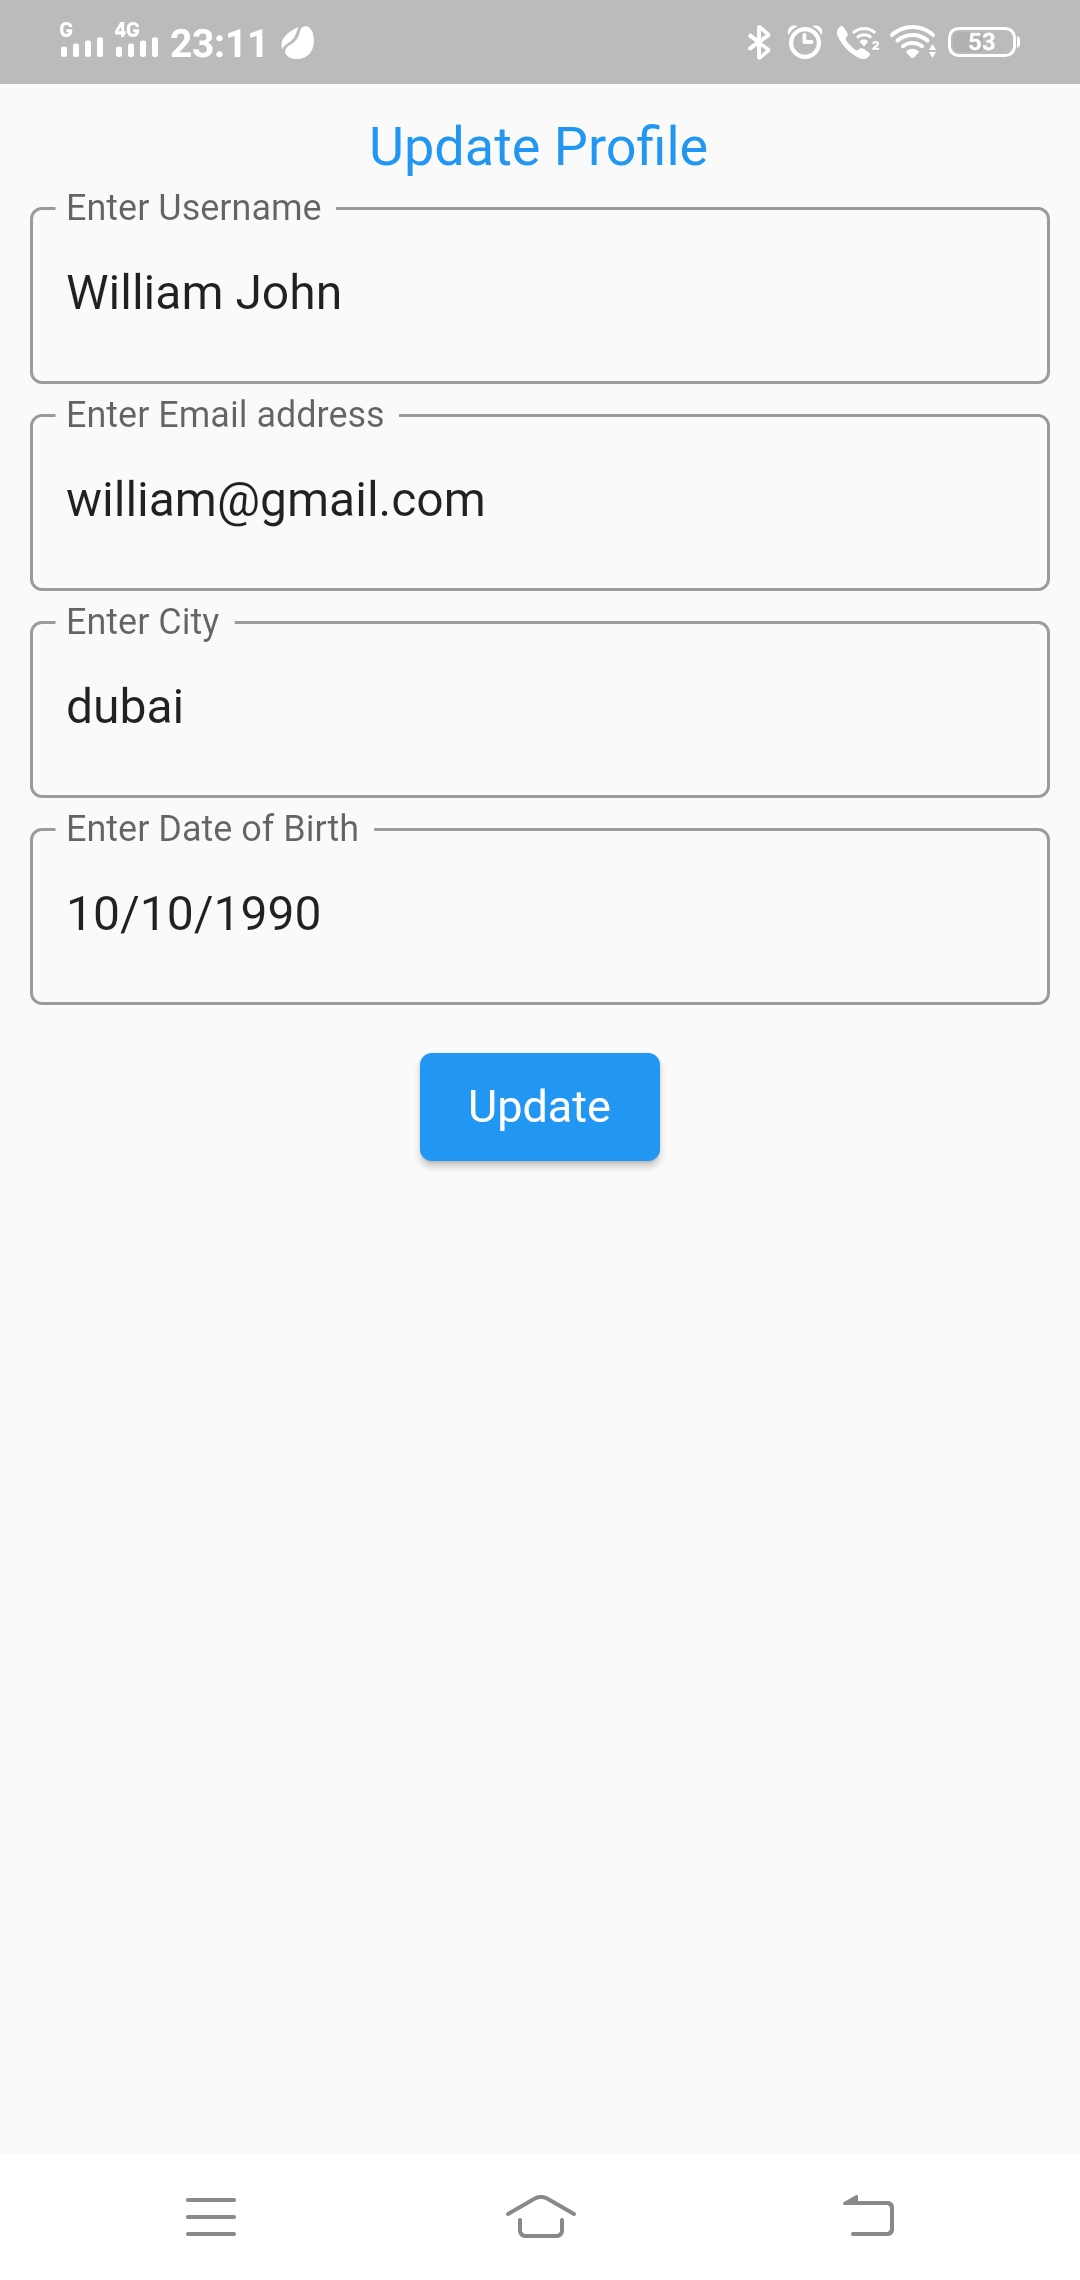 G 4G 23:11 2 53
Update Profile
Enter Username
William John
Enter Email address
william@gmail.com
Enter City
dubai
Enter Date of Birth
10/10/1990
Update